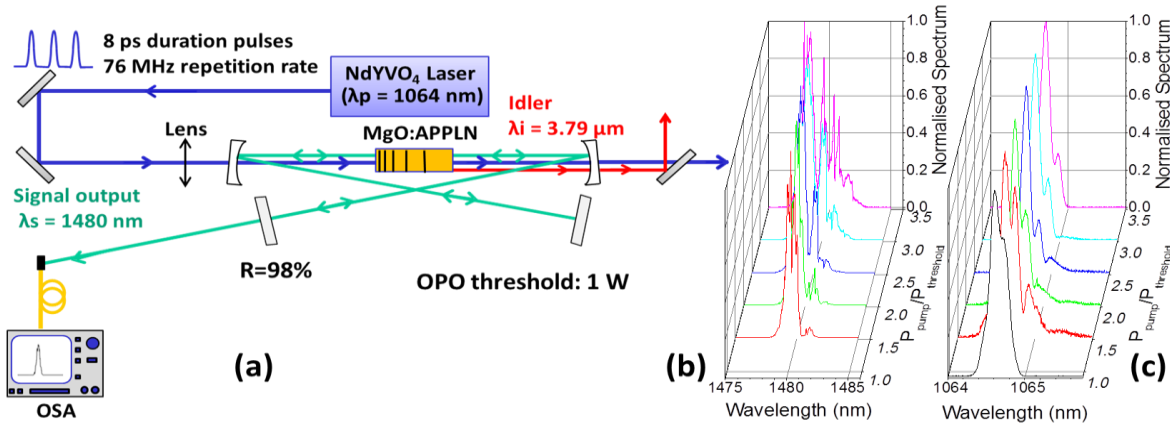 8 ps duration pulses
76 MHz repetition rate
NdYVO4 Laser
(λp = 1064 nm)
Idler
λi = 3.79 µm
MgO:APPLN
Lens
Signal output
λs = 1480 nm
R=98%
OPO threshold: 1 W
OSA
(a)
1.0
0.8
0.6
0.4
0.2
0.0
Normalised Spectrum
3.5
3.0
2.5
2.0
1.5
1.0
Ppump/Pthreshold
1475 1480 1485
Wavelength (nm)
(b)
1.0
0.8
0.6
0.4
0.2
0.0
Normalised Spectrum
3.5
3.0
2.5
2.0
1.5
1.0
Ppump/Pthreshold
1064 1065
Wavelength (nm)
(c)